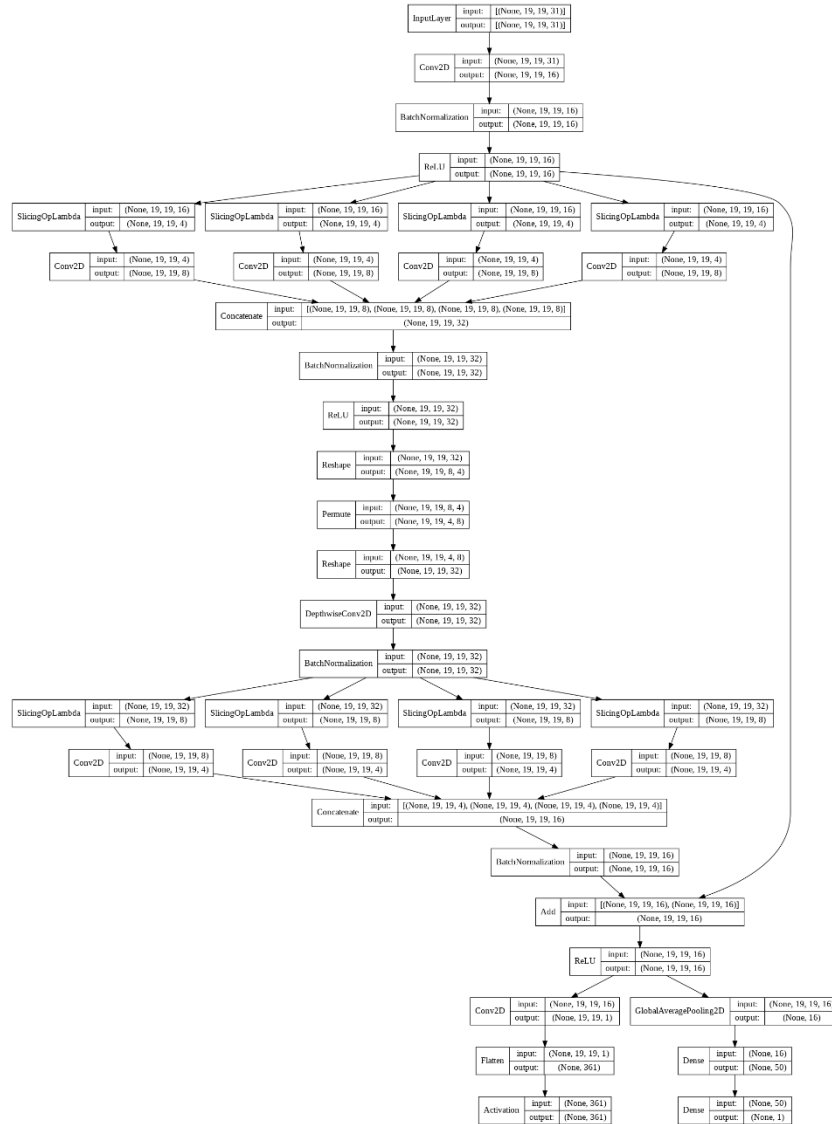 InputLayer input: [(None, 19, 19, 31)]
output: [(None, 19, 19, 31)]
Conv2D input: (None, 19, 19, 31)
output: (None, 19, 19, 16)
BatchNormalization input: (None, 19, 19, 16)
output: (None, 19, 19, 16)
ReLU input: (None, 19, 19, 16)
output: (None, 19, 19, 16)
SlicingOpLambda input: (None, 19, 19, 16) SlicingOpLambda input: (None, 19, 19, 16) SlicingOpLambda input: (None, 19, 19, 16) SlicingOpLambda input: (None, 19, 19, 16)
output: (None, 19, 19, 4) output: (None, 19, 19, 4) output: (None, 19, 19, 4) output: (None, 19, 19, 4)
Conv2D input: (None, 19, 19, 4) Conv2D input: (None, 19, 19, 4) Conv2D input: (None, 19, 19, 4) Conv2D input: (None, 19, 19, 4)
output: (None, 19, 19, 8) output: (None, 19, 19, 8) output: (None, 19, 19, 8) output: (None, 19, 19, 8)
Concatenate input: [(None, 19, 19, 8), (None, 19, 19, 8), (None, 19, 19, 8), (None, 19, 19, 8)]
output: (None, 19, 19, 32)
BatchNormalization input: (None, 19, 19, 32)
output: (None, 19, 19, 32)
ReLU input: (None, 19, 19, 32)
output: (None, 19, 19, 32)
Reshape input: (None, 19, 19, 32)
output: (None, 19, 19, 8, 4)
Permute input: (None, 19, 19, 8, 4)
output: (None, 19, 19, 4, 8)
Reshape input: (None, 19, 19, 4, 8)
output: (None, 19, 19, 32)
DepthwiseConv2D input: (None, 19, 19, 32)
output: (None, 19, 19, 32)
BatchNormalization input: (None, 19, 19, 32)
output: (None, 19, 19, 32)
SlicingOpLambda input: (None, 19, 19, 32) SlicingOpLambda input: (None, 19, 19, 32) SlicingOpLambda input: (None, 19, 19, 32) SlicingOpLambda input: (None, 19, 19, 32)
output: (None, 19, 19, 8) output: (None, 19, 19, 8) output: (None, 19, 19, 8) output: (None, 19, 19, 8)
Conv2D input: (None, 19, 19, 8) Conv2D input: (None, 19, 19, 8) Conv2D input: (None, 19, 19, 8) Conv2D input: (None, 19, 19, 8)
output: (None, 19, 19, 4) output: (None, 19, 19, 4) output: (None, 19, 19, 4) output: (None, 19, 19, 4)
Concatenate input: [(None, 19, 19, 4), (None, 19, 19, 4), (None, 19, 19, 4), (None, 19, 19, 4)]
output: (None, 19, 19, 16)
BatchNormalization input: (None, 19, 19, 16)
output: (None, 19, 19, 16)
Add input: [(None, 19, 19, 16), (None, 19, 19, 16)]
output: (None, 19, 19, 16)
ReLU input: (None, 19, 19, 16)
output: (None, 19, 19, 16)
Conv2D input: (None, 19, 19, 16) GlobalAveragePooling2D input: (None, 19, 19, 16)
output: (None, 19, 19, 1) output: (None, 16)
Flatten input: (None, 19, 19, 1) Dense input: (None, 16)
output: (None, 361) output: (None, 50)
Activation input: (None, 361) Dense input: (None, 50)
output: (None, 361) output: (None, 1)